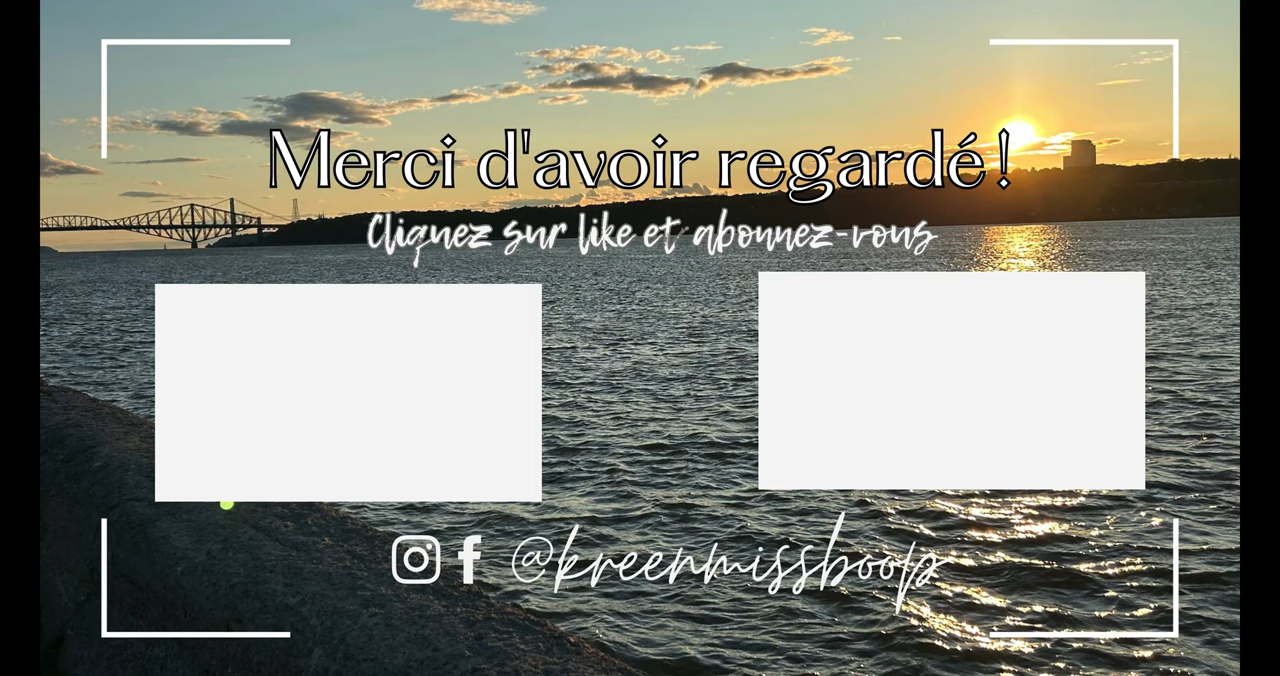 Merci d'avoir regardé!
Cliquez sur like et abonnez-vous
@kreenmissboop